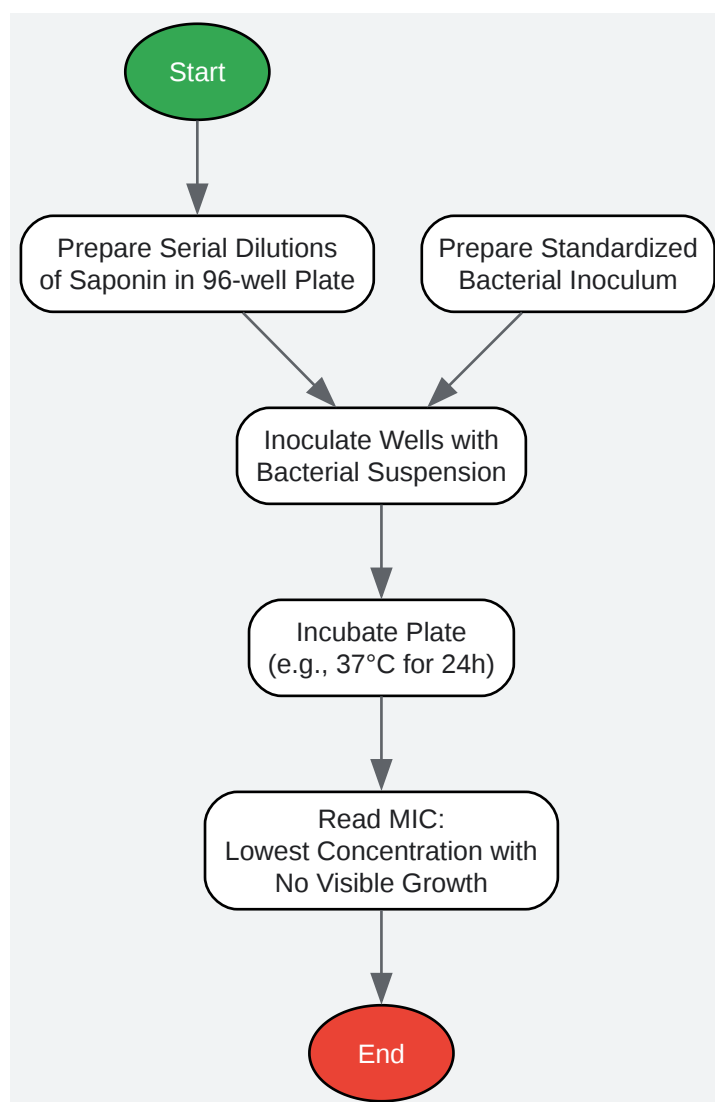 Start
Prepare Serial Dilutions
of Saponin in 96-well Plate
Prepare Standardized
Bacterial Inoculum
Inoculate Wells with
Bacterial Suspension
Incubate Plate
(e.g., 37°C for 24h)
Read MIC:
Lowest Concentration with
No Visible Growth
End